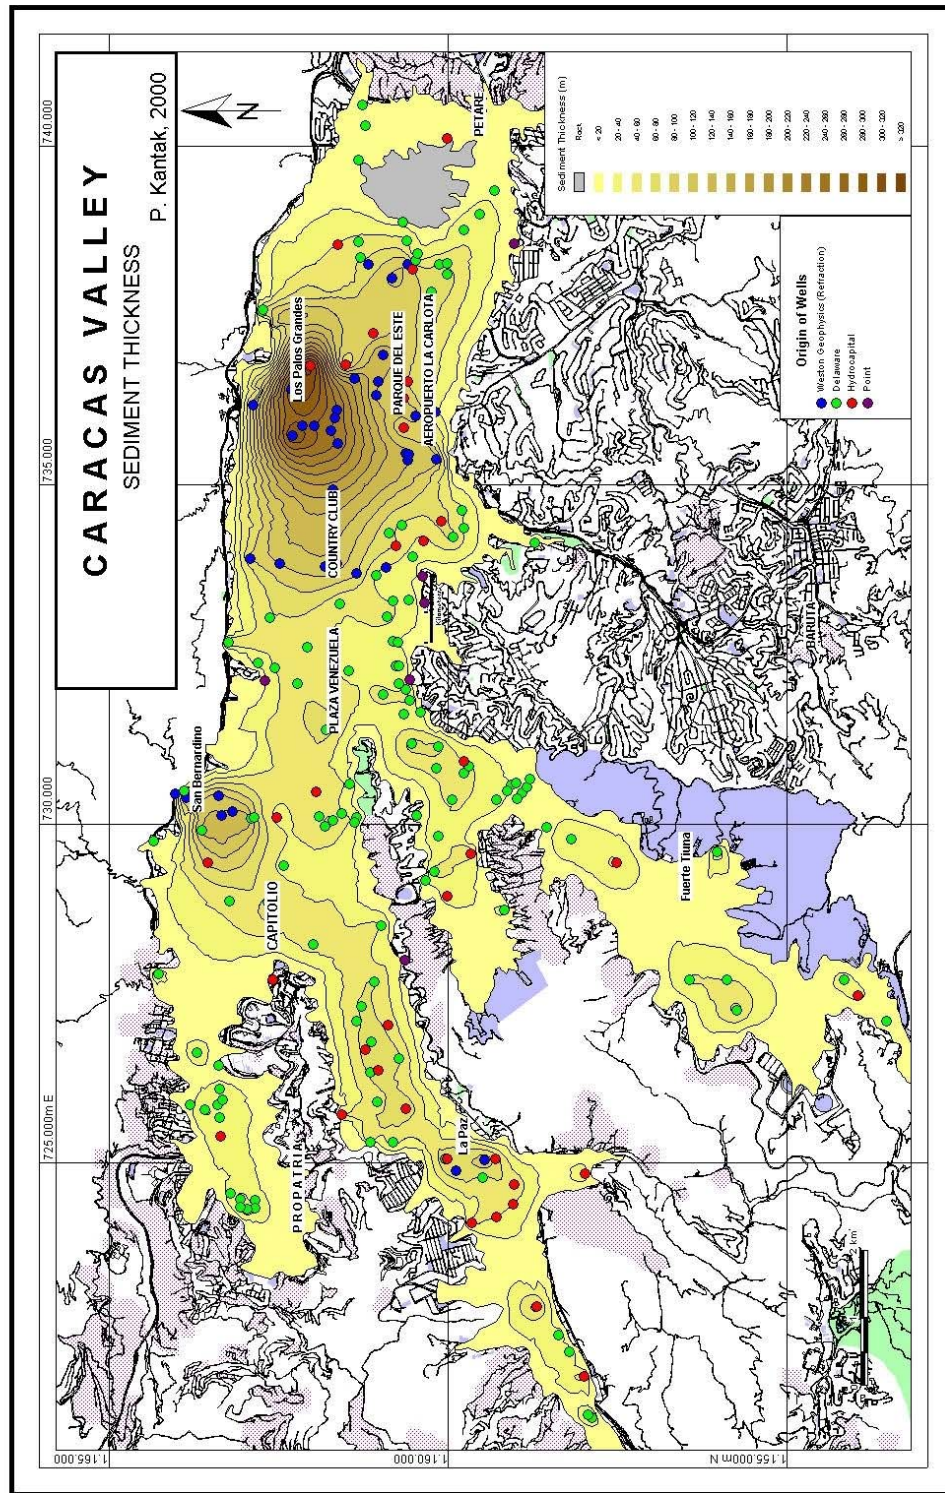 CARACAS VALLEY
SEDIMENT THICKNESS
P. Kantak, 2000
N
725.000m E
730.000
735.000
740.000
1.165.000
1.160.000
1.155.000m N
San Bernardino
Los Palos Grandes
CAPITOLIO
PROPATRIA
PLAZA VENEZUELA
COUNTRY CLUB
PARQUE DEL ESTE
AEROPUERTO LA CARLOTA
PETARE
La Paz
Fuerte Tiuna
BARUTA
2 km
Origin of Wells
Weston Geophysics (Refraction)
Delaware
Hydrocapital
Point
Sediment Thickness (m)
Rock
< 20
20 - 40
40 - 60
60 - 80
80 - 100
100 - 120
120 - 140
140 - 160
160 - 180
180 - 200
200 - 220
220 - 240
240 - 260
260 - 280
280 - 300
300 - 320
> 320